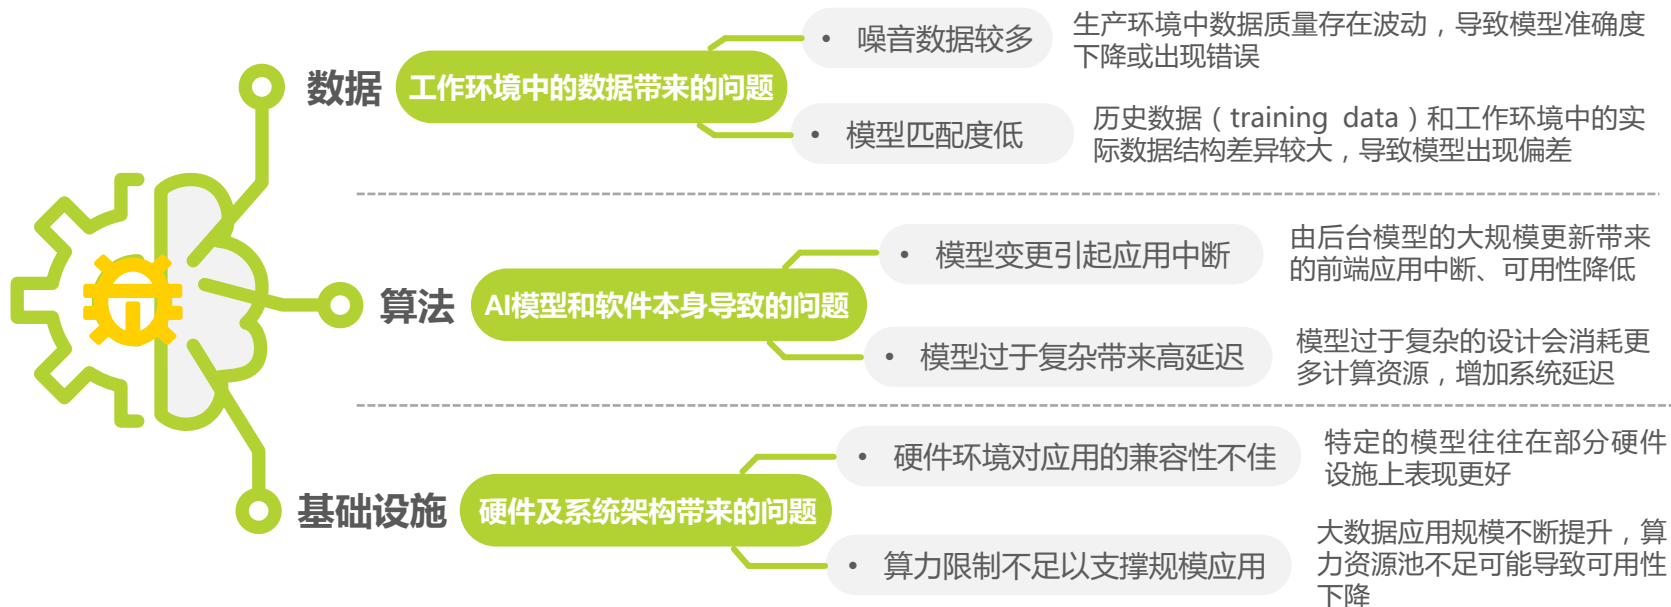 数据
工作环境中的数据带来的问题
• 噪音数据较多
生产环境中数据质量存在波动，导致模型准确度
下降或出现错误
• 模型匹配度低
历史数据（training data）和工作环境中的实
际数据结构差异较大，导致模型出现偏差
算法
AI模型和软件本身导致的问题
• 模型变更引起应用中断
由后台模型的大规模更新带来
的前端应用中断、可用性降低
• 模型过于复杂带来高延迟
模型过于复杂的设计会消耗更
多计算资源，增加系统延迟
基础设施
硬件及系统架构带来的问题
• 硬件环境对应用的兼容性不佳
特定的模型往往在部分硬件
设施上表现更好
• 算力限制不足以支撑规模应用
大数据应用规模不断提升，算
力资源池不足可能导致可用性
下降